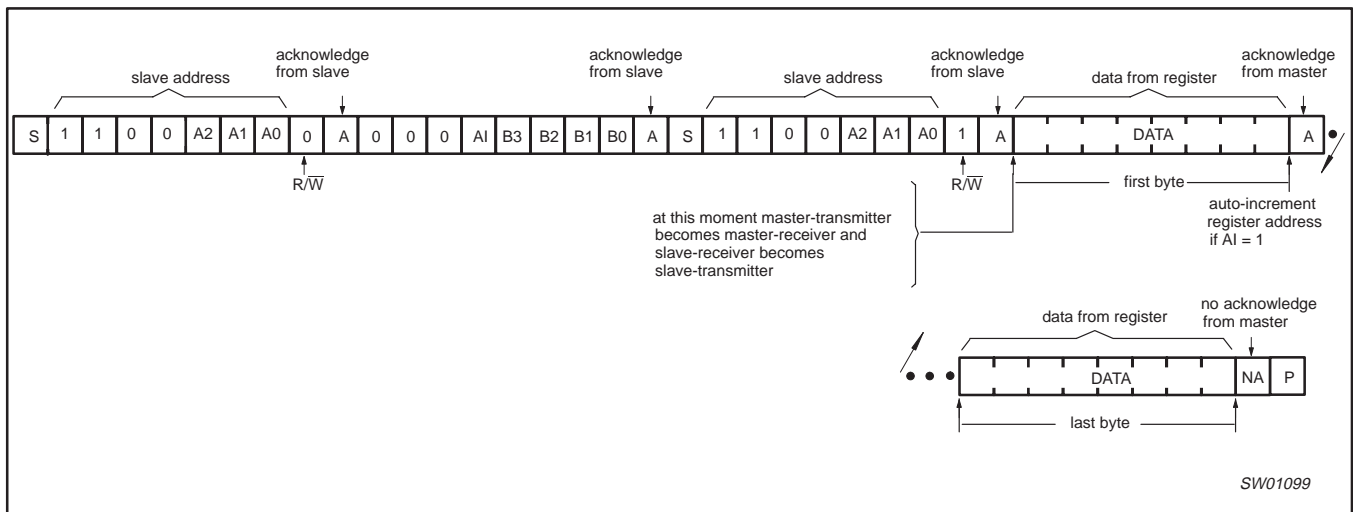 acknowledge
from slave
acknowledge
from slave
acknowledge
from slave
acknowledge
from master
slave address
slave address
data from register
S 1 1 0 0 A2 A1 A0 0 A 0 0 0 AI B3 B2 B1 B0 A S 1 1 0 0 A2 A1 A0 1 A DATA A
R/W̅
R/W̅
first byte
at this moment master-transmitter
becomes master-receiver and
slave-receiver becomes
slave-transmitter
auto-increment
register address
if AI = 1
data from register
no acknowledge
from master
DATA NA P
last byte
SW01099